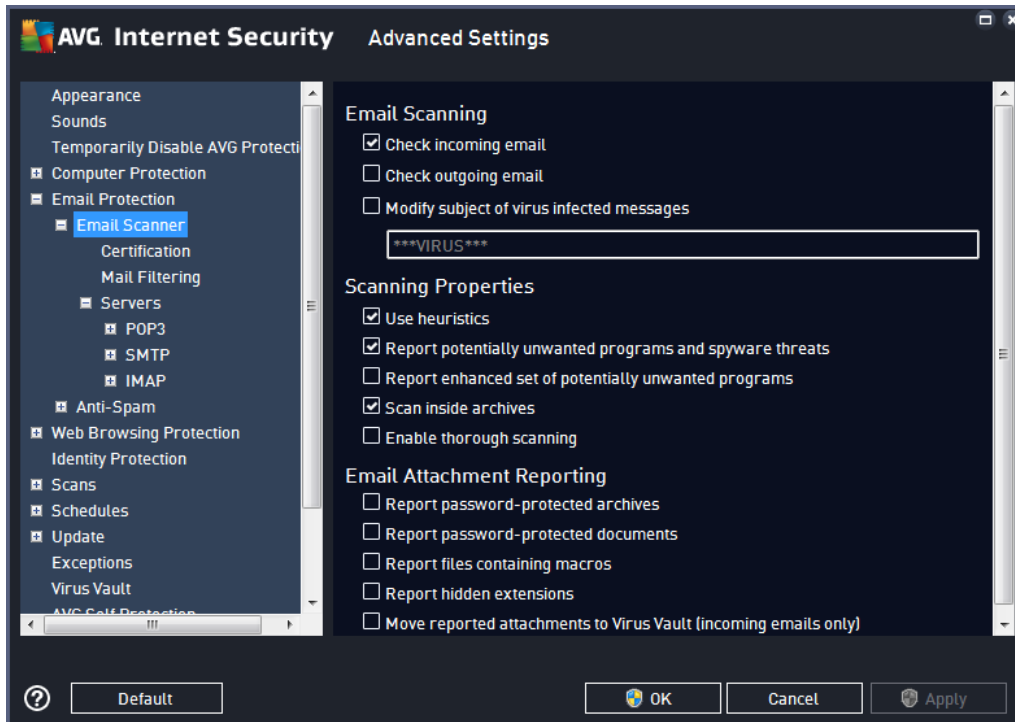 AVG Internet Security Advanced Settings
Appearance
Sounds
Temporarily Disable AVG Protecti
Computer Protection
Email Protection
Email Scanner
Certification
Mail Filtering
Servers
POP3
SMTP
IMAP
Anti-Spam
Web Browsing Protection
Identity Protection
Scans
Schedules
Update
Exceptions
Virus Vault
AVG Self Protection
Email Scanning
Check incoming email
Check outgoing email
Modify subject of virus infected messages
***VIRUS***
Scanning Properties
Use heuristics
Report potentially unwanted programs and spyware threats
Report enhanced set of potentially unwanted programs
Scan inside archives
Enable thorough scanning
Email Attachment Reporting
Report password-protected archives
Report password-protected documents
Report files containing macros
Report hidden extensions
Move reported attachments to Virus Vault (incoming emails only)
? Default OK Cancel Apply